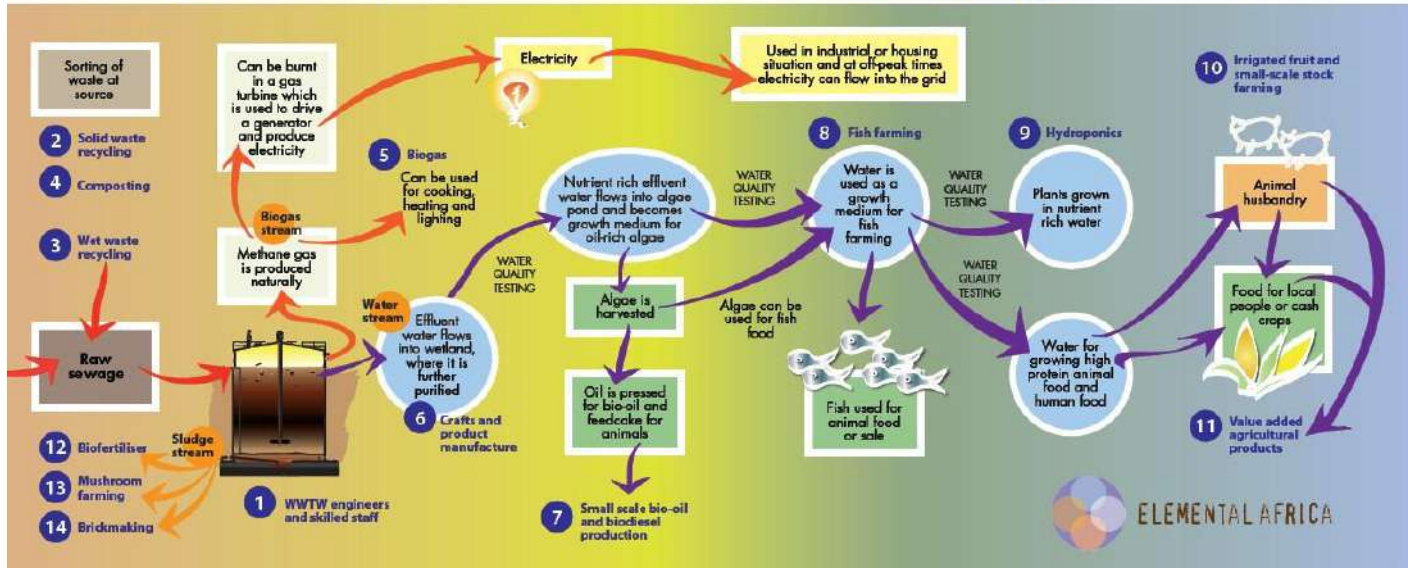 Sorting of
waste at
source
2
Solid waste
recycling
4
Composting
3
Wet waste
recycling
Raw
sewage
12
Biofertiliser
13
Mushroom
farming
14
Brickmaking
Sludge
stream
1
WWTW engineers
and skilled staff
Can be burnt
in a gas
turbine which
is used to drive
a generator
and produce
electricity
Biogas
stream
Methane gas
is produced
naturally
5
Biogas
Can be used
for cooking,
heating and
lighting
Electricity
Used in industrial or housing
situation and at off-peak times
electricity can flow into the grid
Water
stream
Effluent
water flows
into wetland,
where it is
further
purified
6
Crafts and
product
manufacture
WATER
QUALITY
TESTING
Nutrient rich effluent
water flows into algae
pond and becomes
growth medium for
oil-rich algae
Algae is
harvested
Oil is pressed
for bio-oil and
feedcake for
animals
7
Small scale bio-oil
and biodiesel
production
WATER
QUALITY
TESTING
Algae can be
used for fish
food
8
Fish farming
Water is
used as a
growth
medium for
fish
farming
Fish used for
animal food
or sale
WATER
QUALITY
TESTING
9
Hydroponics
Plants grown
in nutrient
rich water
WATER
QUALITY
TESTING
Water for
growing high
protein animal
food and
human food
10
Irrigated fruit and
small-scale stock
farming
Animal
husbandry
Food for local
people or cash
crops
11
Value added
agricultural
products
ELEMENTAL AFRICA